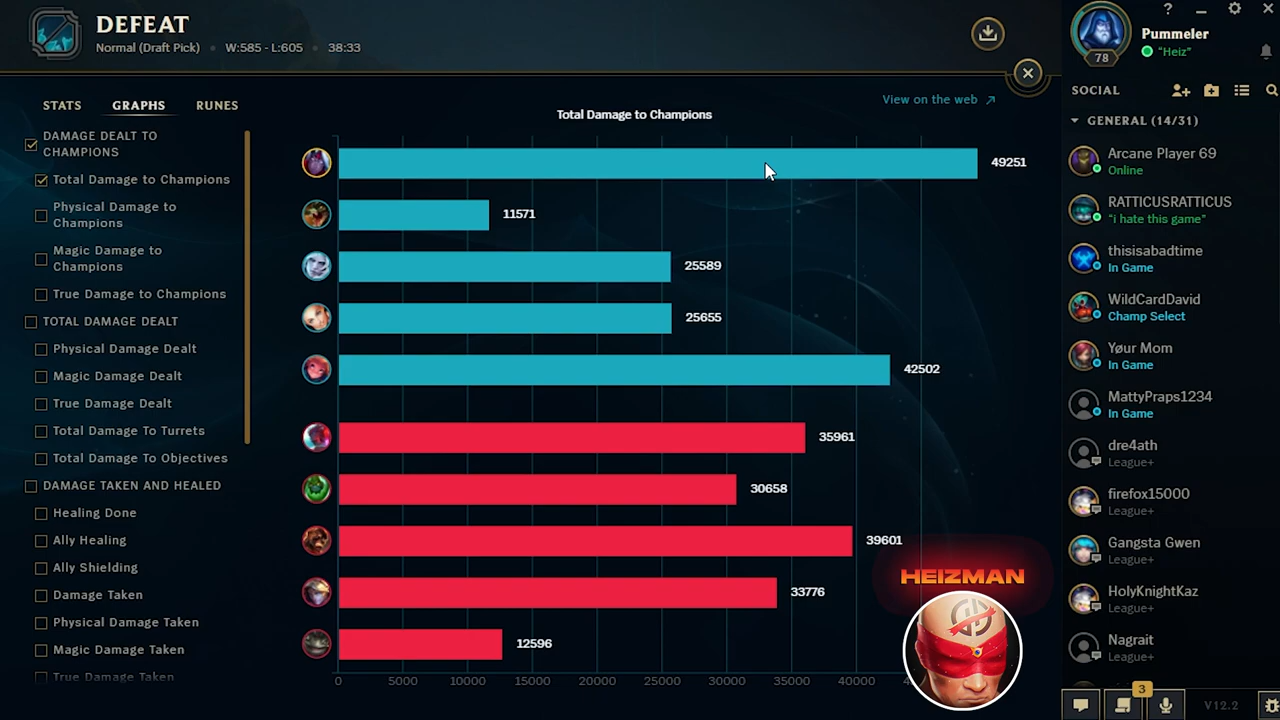 DEFEAT
Normal (Draft Pick) • W:585 - L:605 • 38:33
STATS
GRAPHS
RUNES
View on the web
DAMAGE DEALT TO
CHAMPIONS
Total Damage to Champions
Physical Damage to
Champions
Magic Damage to
Champions
True Damage to Champions
TOTAL DAMAGE DEALT
Physical Damage Dealt
Magic Damage Dealt
True Damage Dealt
Total Damage To Turrets
Total Damage To Objectives
DAMAGE TAKEN AND HEALED
Healing Done
Ally Healing
Ally Shielding
Damage Taken
Physical Damage Taken
Magic Damage Taken
True Damage Taken
Total Damage to Champions
49251
11571
25589
25655
42502
35961
30658
39601
33776
12596
0 5000 10000 15000 20000 25000 30000 35000 40000
HEIZMAN
?
78
Pummeler
"Heiz"
SOCIAL
GENERAL (14/31)
Arcane Player 69
Online
RATTICUSRATTICUS
"i hate this game"
thisisabadtime
In Game
WildCardDavid
Champ Select
Yøur Mom
In Game
MattyPraps1234
In Game
dre4ath
League+
firefox15000
League+
Gangsta Gwen
League+
HolyKnightKaz
League+
Nagrait
League+
3
V12.2